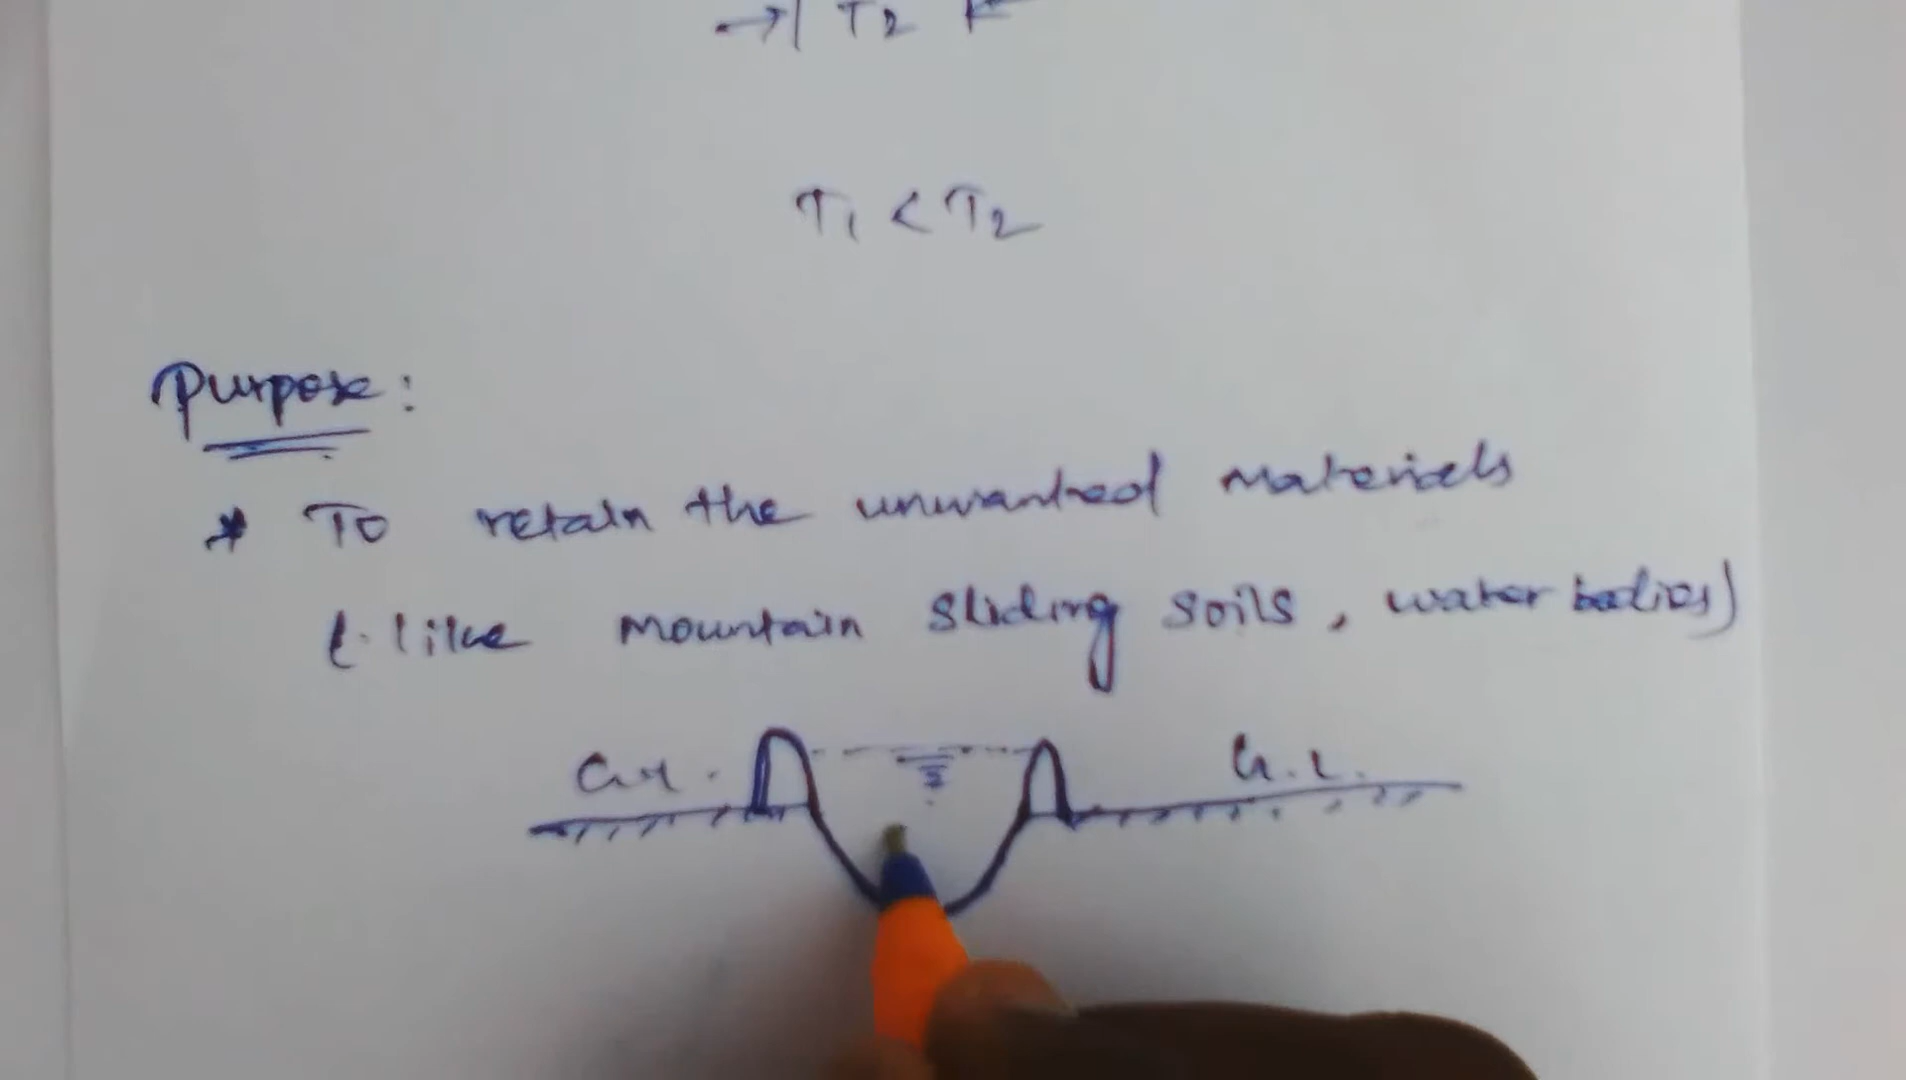 →| T2 |←
T1 < T2
Purpose:
* To retain the unwanted materials
(like mountain sliding soils, water bodies)
G.L. G.L.